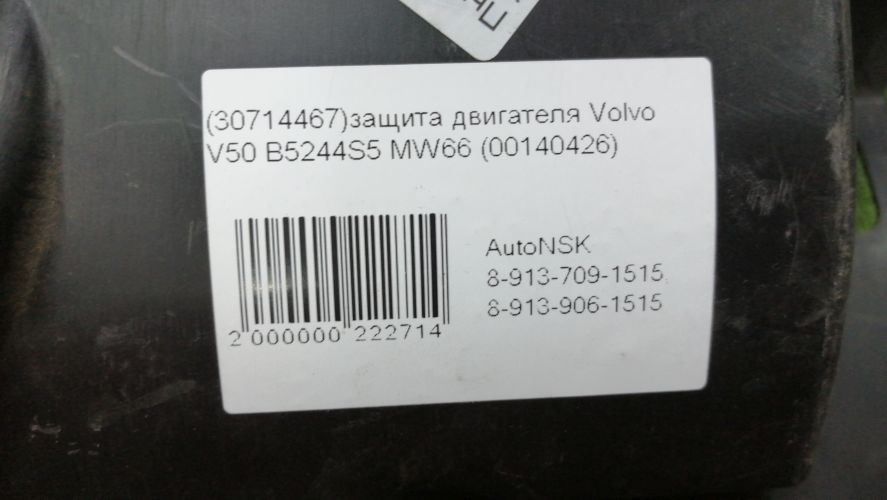 (30714467)защита двигателя Volvo
V50 B5244S5 MW66 (00140426)
AutoNSK
8-913-709-1515,
8-913-906-1515
2 000000 222714